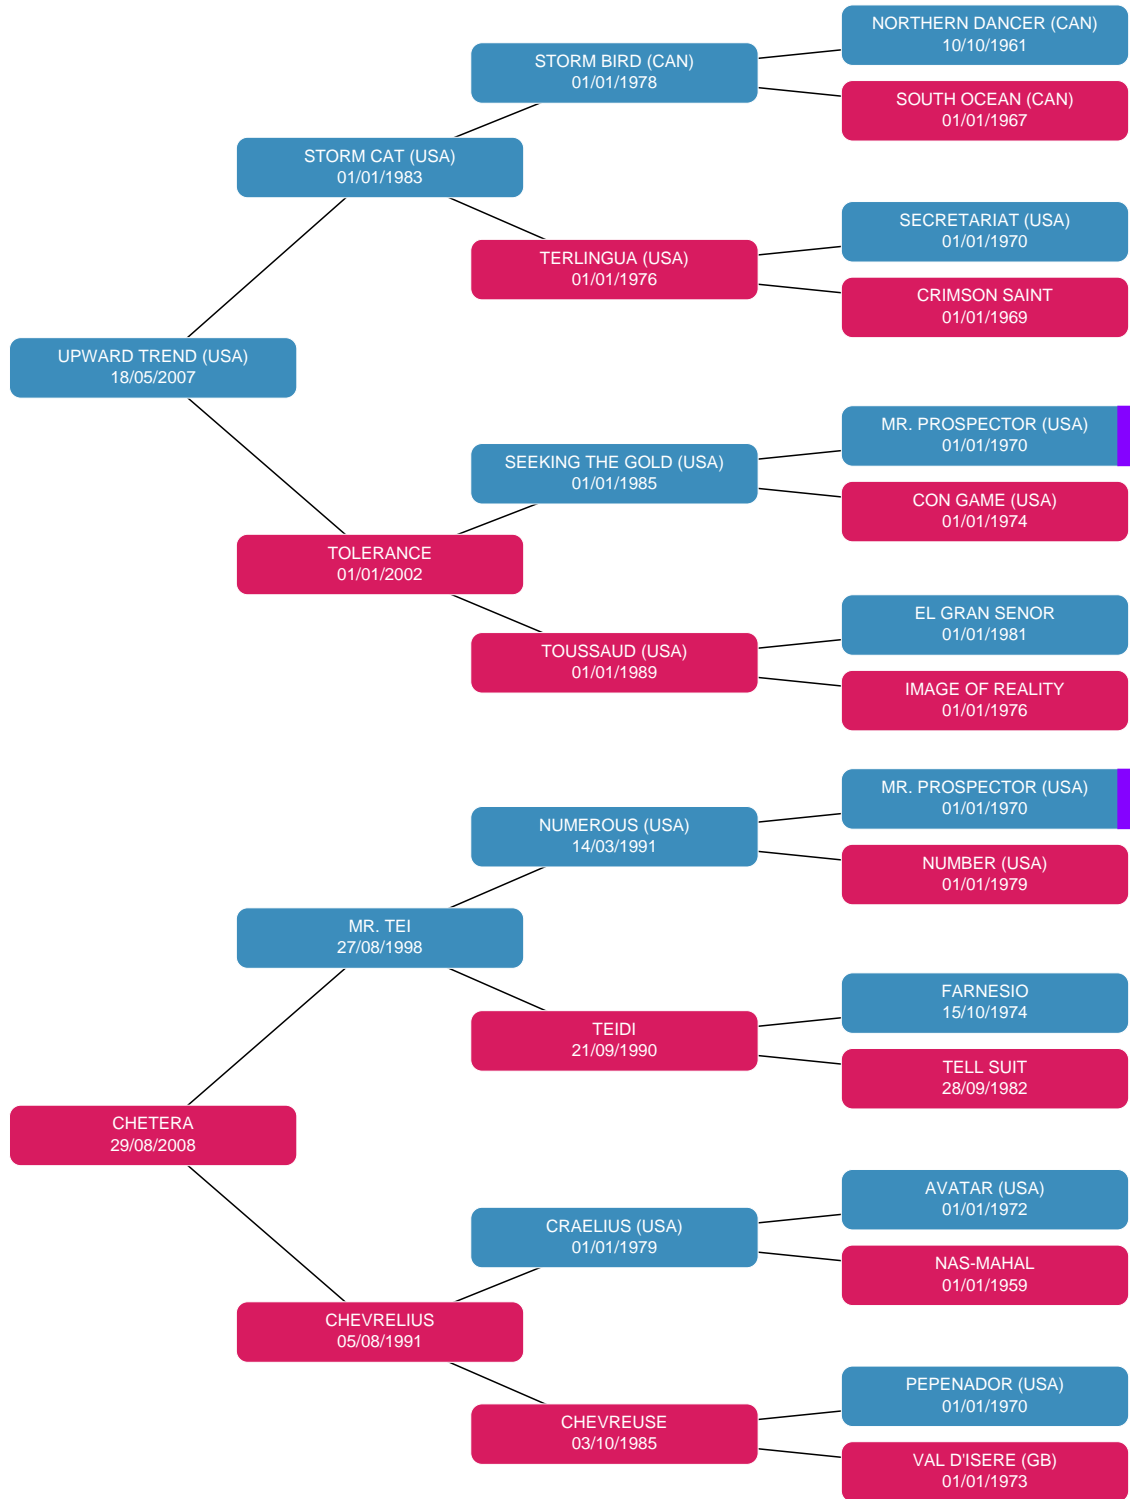 NORTHERN DANCER (CAN)
10/10/1961
STORM BIRD (CAN)
01/01/1978
SOUTH OCEAN (CAN)
01/01/1967
STORM CAT (USA)
01/01/1983
SECRETARIAT (USA)
01/01/1970
TERLINGUA (USA)
01/01/1976
CRIMSON SAINT
01/01/1969
UPWARD TREND (USA)
18/05/2007
MR. PROSPECTOR (USA)
01/01/1970
SEEKING THE GOLD (USA)
01/01/1985
CON GAME (USA)
01/01/1974
TOLERANCE
01/01/2002
EL GRAN SENOR
01/01/1981
TOUSSAUD (USA)
01/01/1989
IMAGE OF REALITY
01/01/1976
MR. PROSPECTOR (USA)
01/01/1970
NUMEROUS (USA)
14/03/1991
NUMBER (USA)
01/01/1979
MR. TEI
27/08/1998
FARNESIO
15/10/1974
TEIDI
21/09/1990
TELL SUIT
28/09/1982
CHETERA
29/08/2008
AVATAR (USA)
01/01/1972
CRAELIUS (USA)
01/01/1979
NAS-MAHAL
01/01/1959
CHEVRELIUS
05/08/1991
PEPENADOR (USA)
01/01/1970
CHEVREUSE
03/10/1985
VAL D'ISERE (GB)
01/01/1973